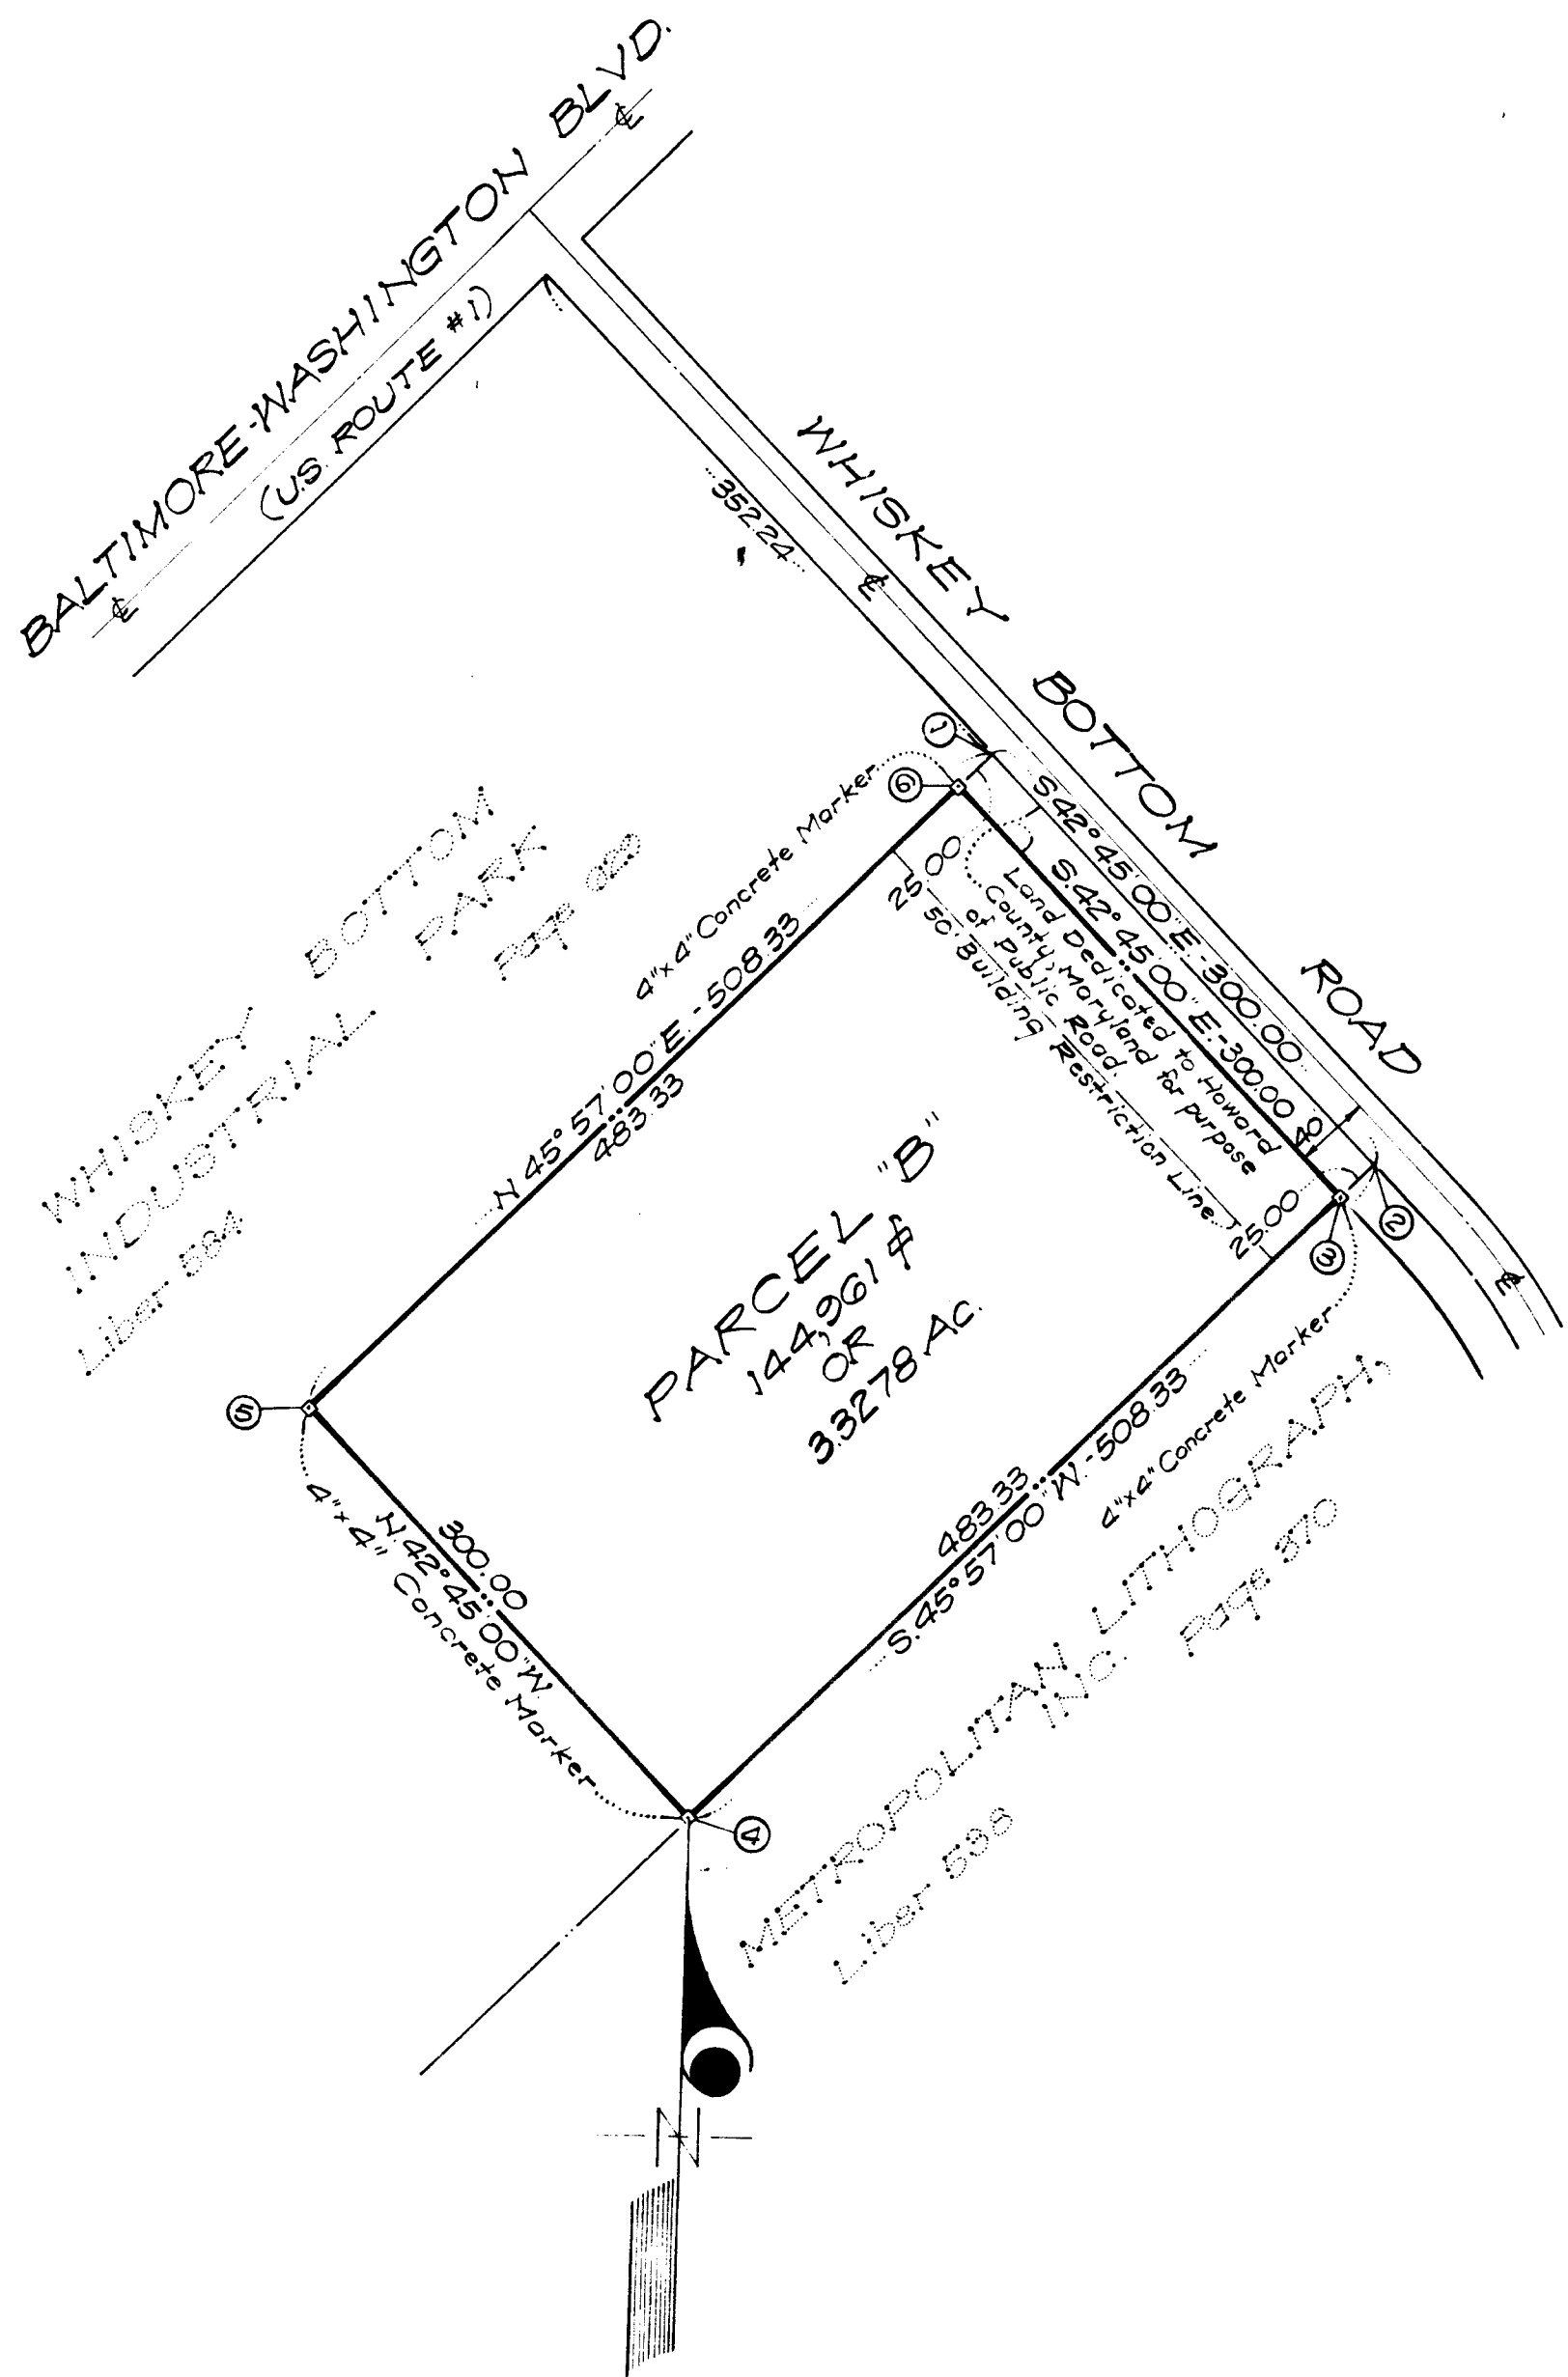 BALTIMORE-WASHINGTON BLVD.
(U.S. ROUTE #1)
℄
℄
WHISKEY BOTTOM ROAD
℄
℄
352.24
1
6
4"x4" Concrete Marker
S 42° 45' 00" E. - 300.00
S. 42° 45' 00" E. - 300.00
25.00
Land Dedicated to Howard
County, Maryland for purpose
of Public Road.
50' Building Restriction Line
40
25.00
2
3
N 45° 57' 00" E. - 508.33
483.33
WHISKEY BOTTOM
INDUSTRIAL PARK
Liber 584 Page
PARCEL "B"
144,961 ⌗
OR
3.3278 Ac.
4"x4" Concrete Marker
483.33
S. 45° 57' 00" W. - 508.33
5
300.00
N. 42° 45' 00" W.
4"x4" Concrete Marker
4
METROPOLITAN LITHOGRAPH,
INC.
Liber 538 Page 370
N